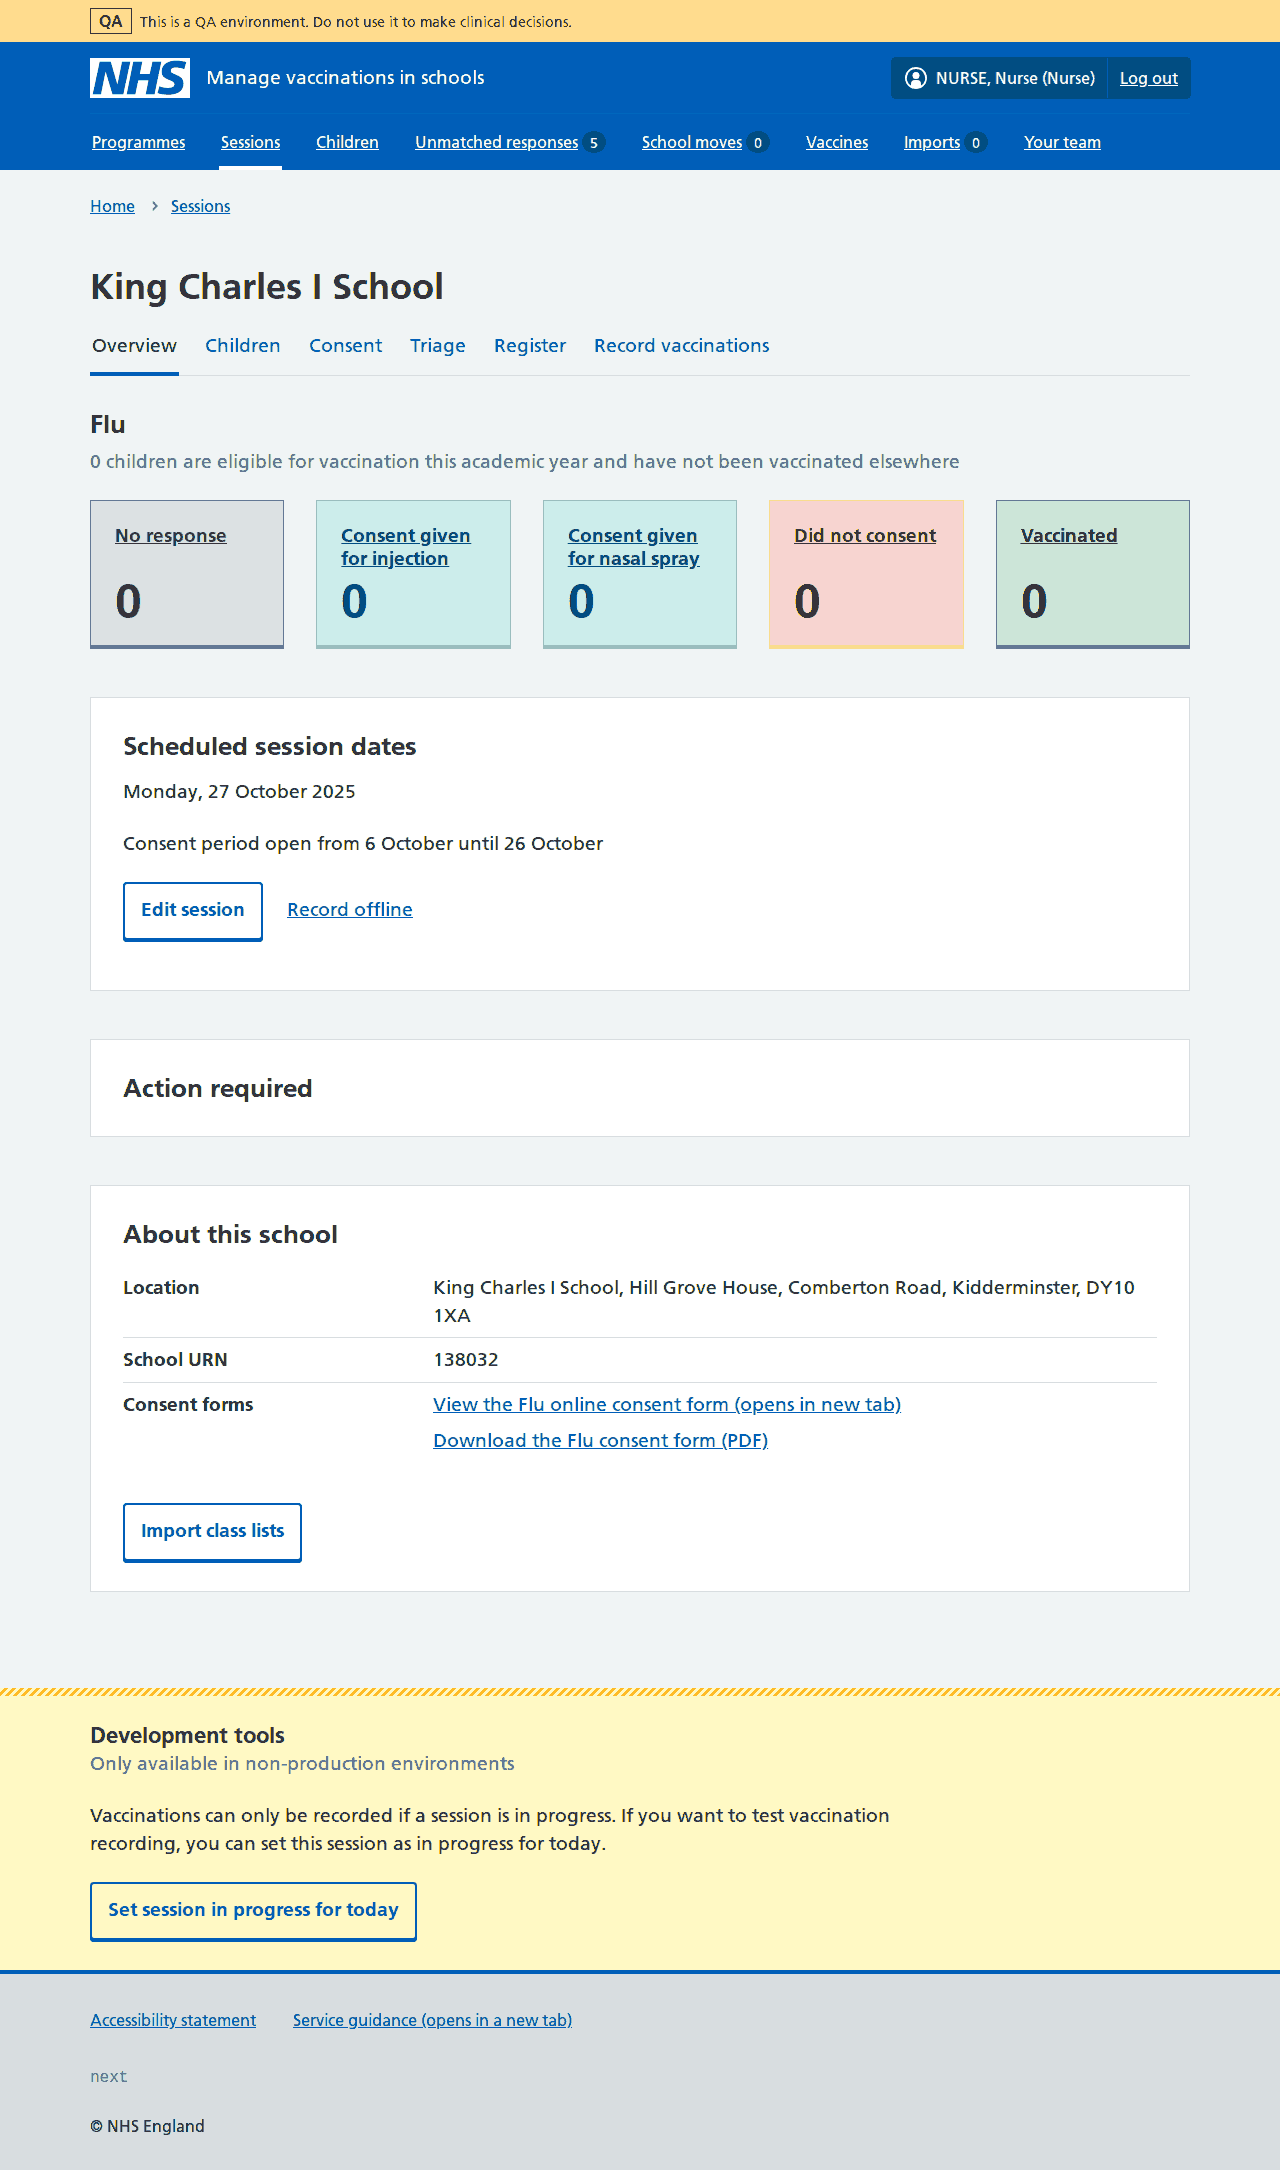 QA This is a QA environment. Do not use it to make clinical decisions.
NHS Manage vaccinations in schools NURSE, Nurse (Nurse) Log out
Programmes Sessions Children Unmatched responses 5 School moves 0 Vaccines Imports 0 Your team
Home Sessions
King Charles I School
Overview Children Consent Triage Register Record vaccinations
Flu
0 children are eligible for vaccination this academic year and have not been vaccinated elsewhere
No response
0
Consent given
for injection
0
Consent given
for nasal spray
0
Did not consent
0
Vaccinated
0
Scheduled session dates
Monday, 27 October 2025
Consent period open from 6 October until 26 October
Edit session Record offline
Action required
About this school
Location King Charles I School, Hill Grove House, Comberton Road, Kidderminster, DY10
1XA
School URN 138032
Consent forms View the Flu online consent form (opens in new tab)
Download the Flu consent form (PDF)
Import class lists
Development tools
Only available in non-production environments
Vaccinations can only be recorded if a session is in progress. If you want to test vaccination
recording, you can set this session as in progress for today.
Set session in progress for today
Accessibility statement Service guidance (opens in a new tab)
next
© NHS England